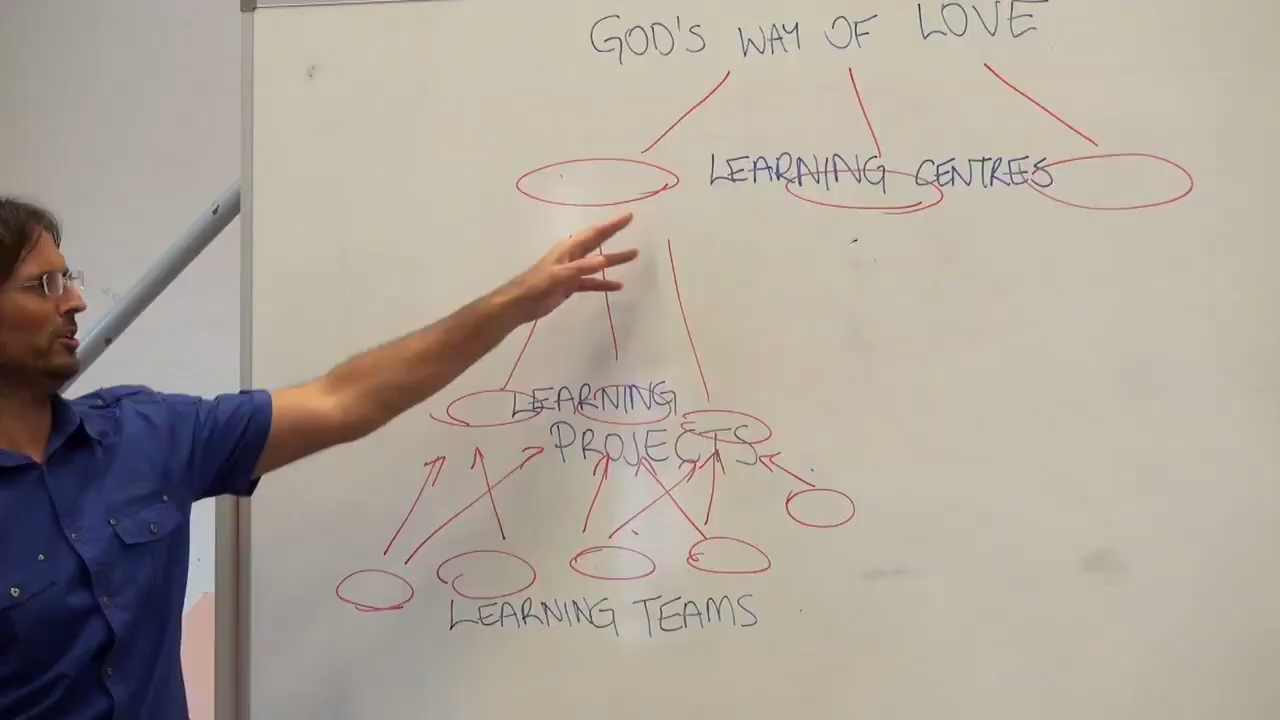 GOD'S WAY OF LOVE
LEARNING CENTRES
LEARNING
PROJECTS
LEARNING TEAMS